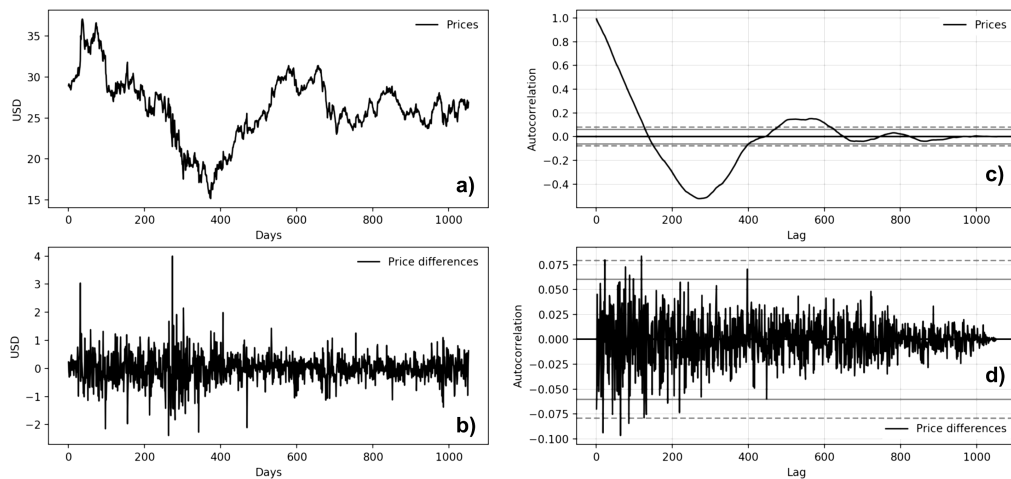 Prices
USD
35
30
25
20
15
0 200 400 600 800 1000
Days
a)
Prices
Autocorrelation
1.0
0.8
0.6
0.4
0.2
0.0
−0.2
−0.4
0 200 400 600 800 1000
Lag
c)
Price differences
USD
4
3
2
1
0
−1
−2
0 200 400 600 800 1000
Days
b)
Autocorrelation
0.075
0.050
0.025
0.000
−0.025
−0.050
−0.075
−0.100
0 200 400 600 800 1000
Lag
d)
Price differences